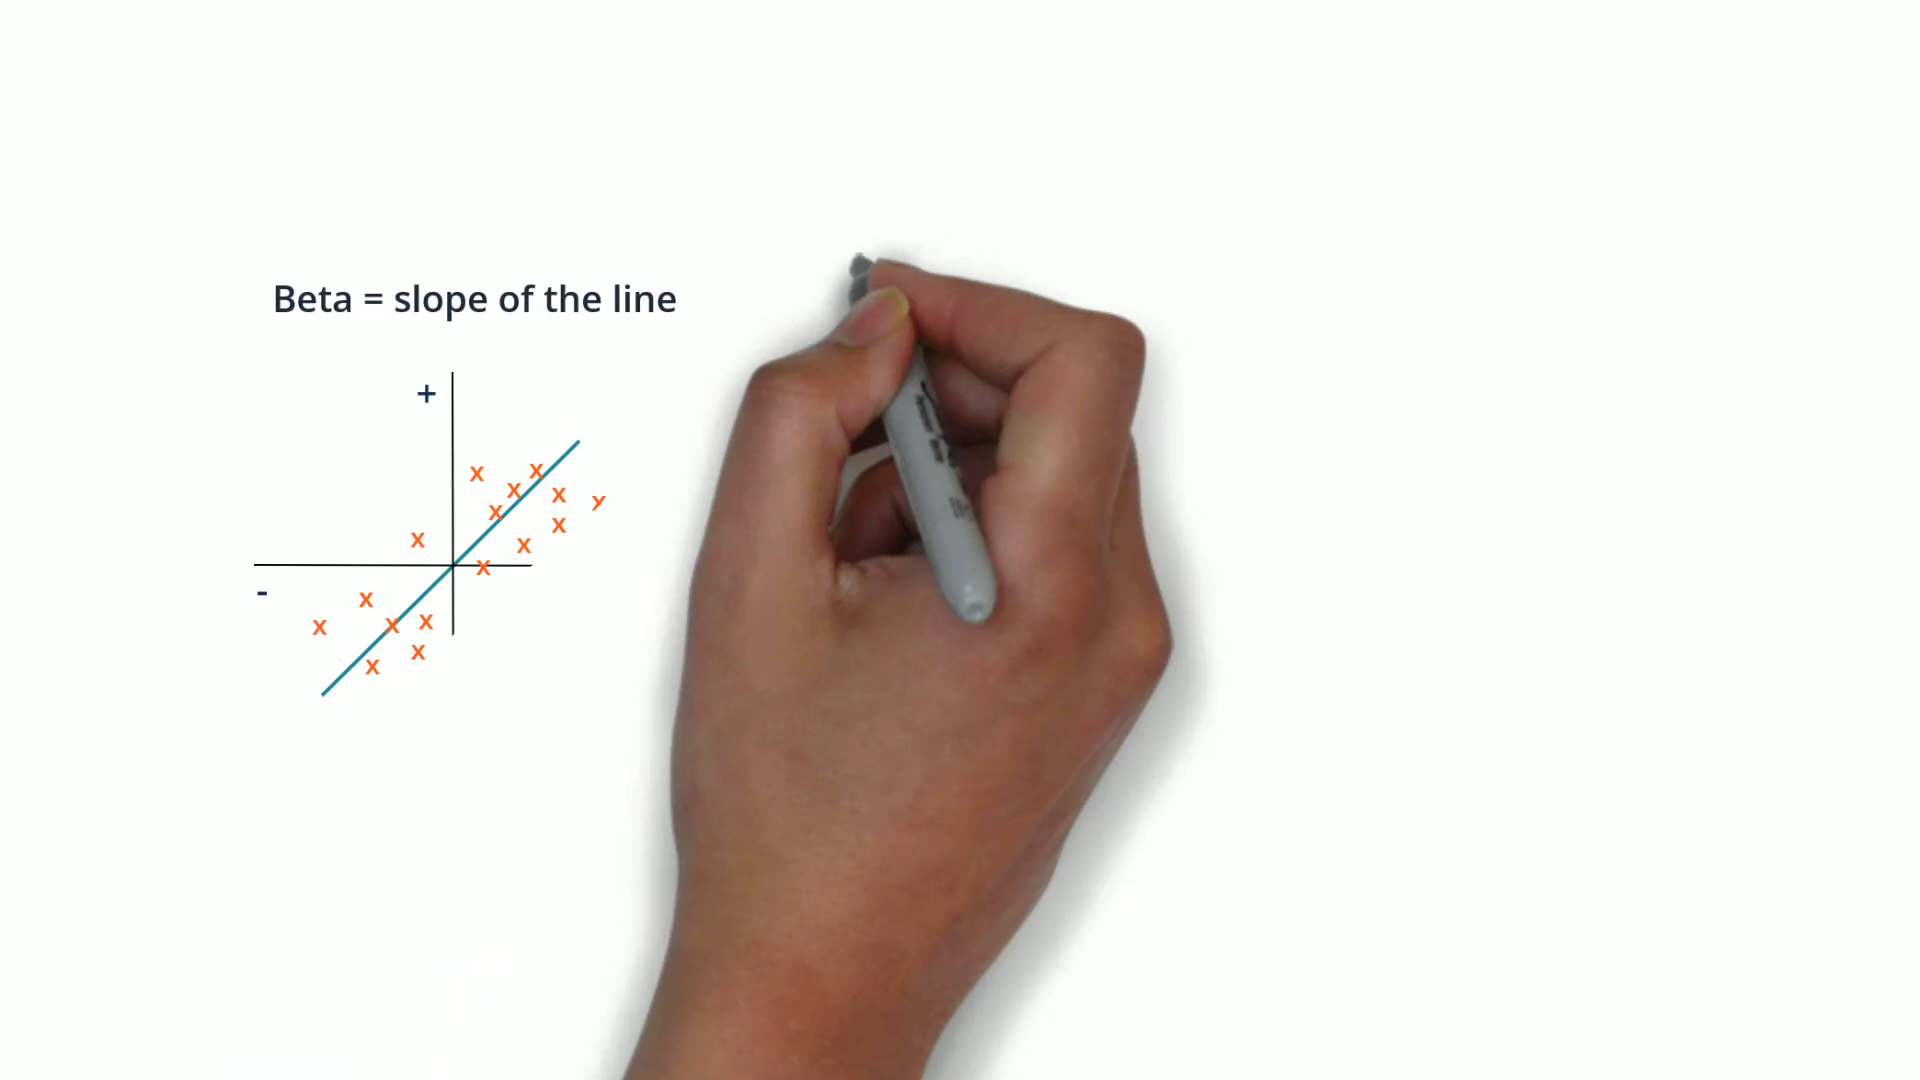 Beta = slope of the line
+
x x
x x
x
x
x
x
x
-
x
x x x
x
x